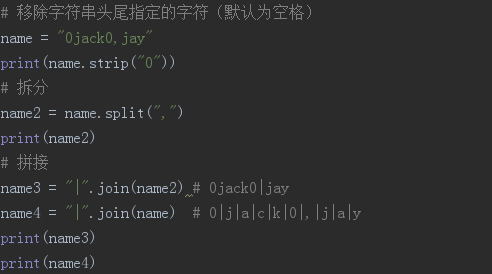 # 移除字符串头尾指定的字符（默认为空格）
name = "0jack0,jay"
print(name.strip("0"))
# 拆分
name2 = name.split(",")
print(name2)
# 拼接
name3 = "|".join(name2) # 0jack0|jay
name4 = "|".join(name)  # 0|j|a|c|k|0|,|j|a|y
print(name3)
print(name4)